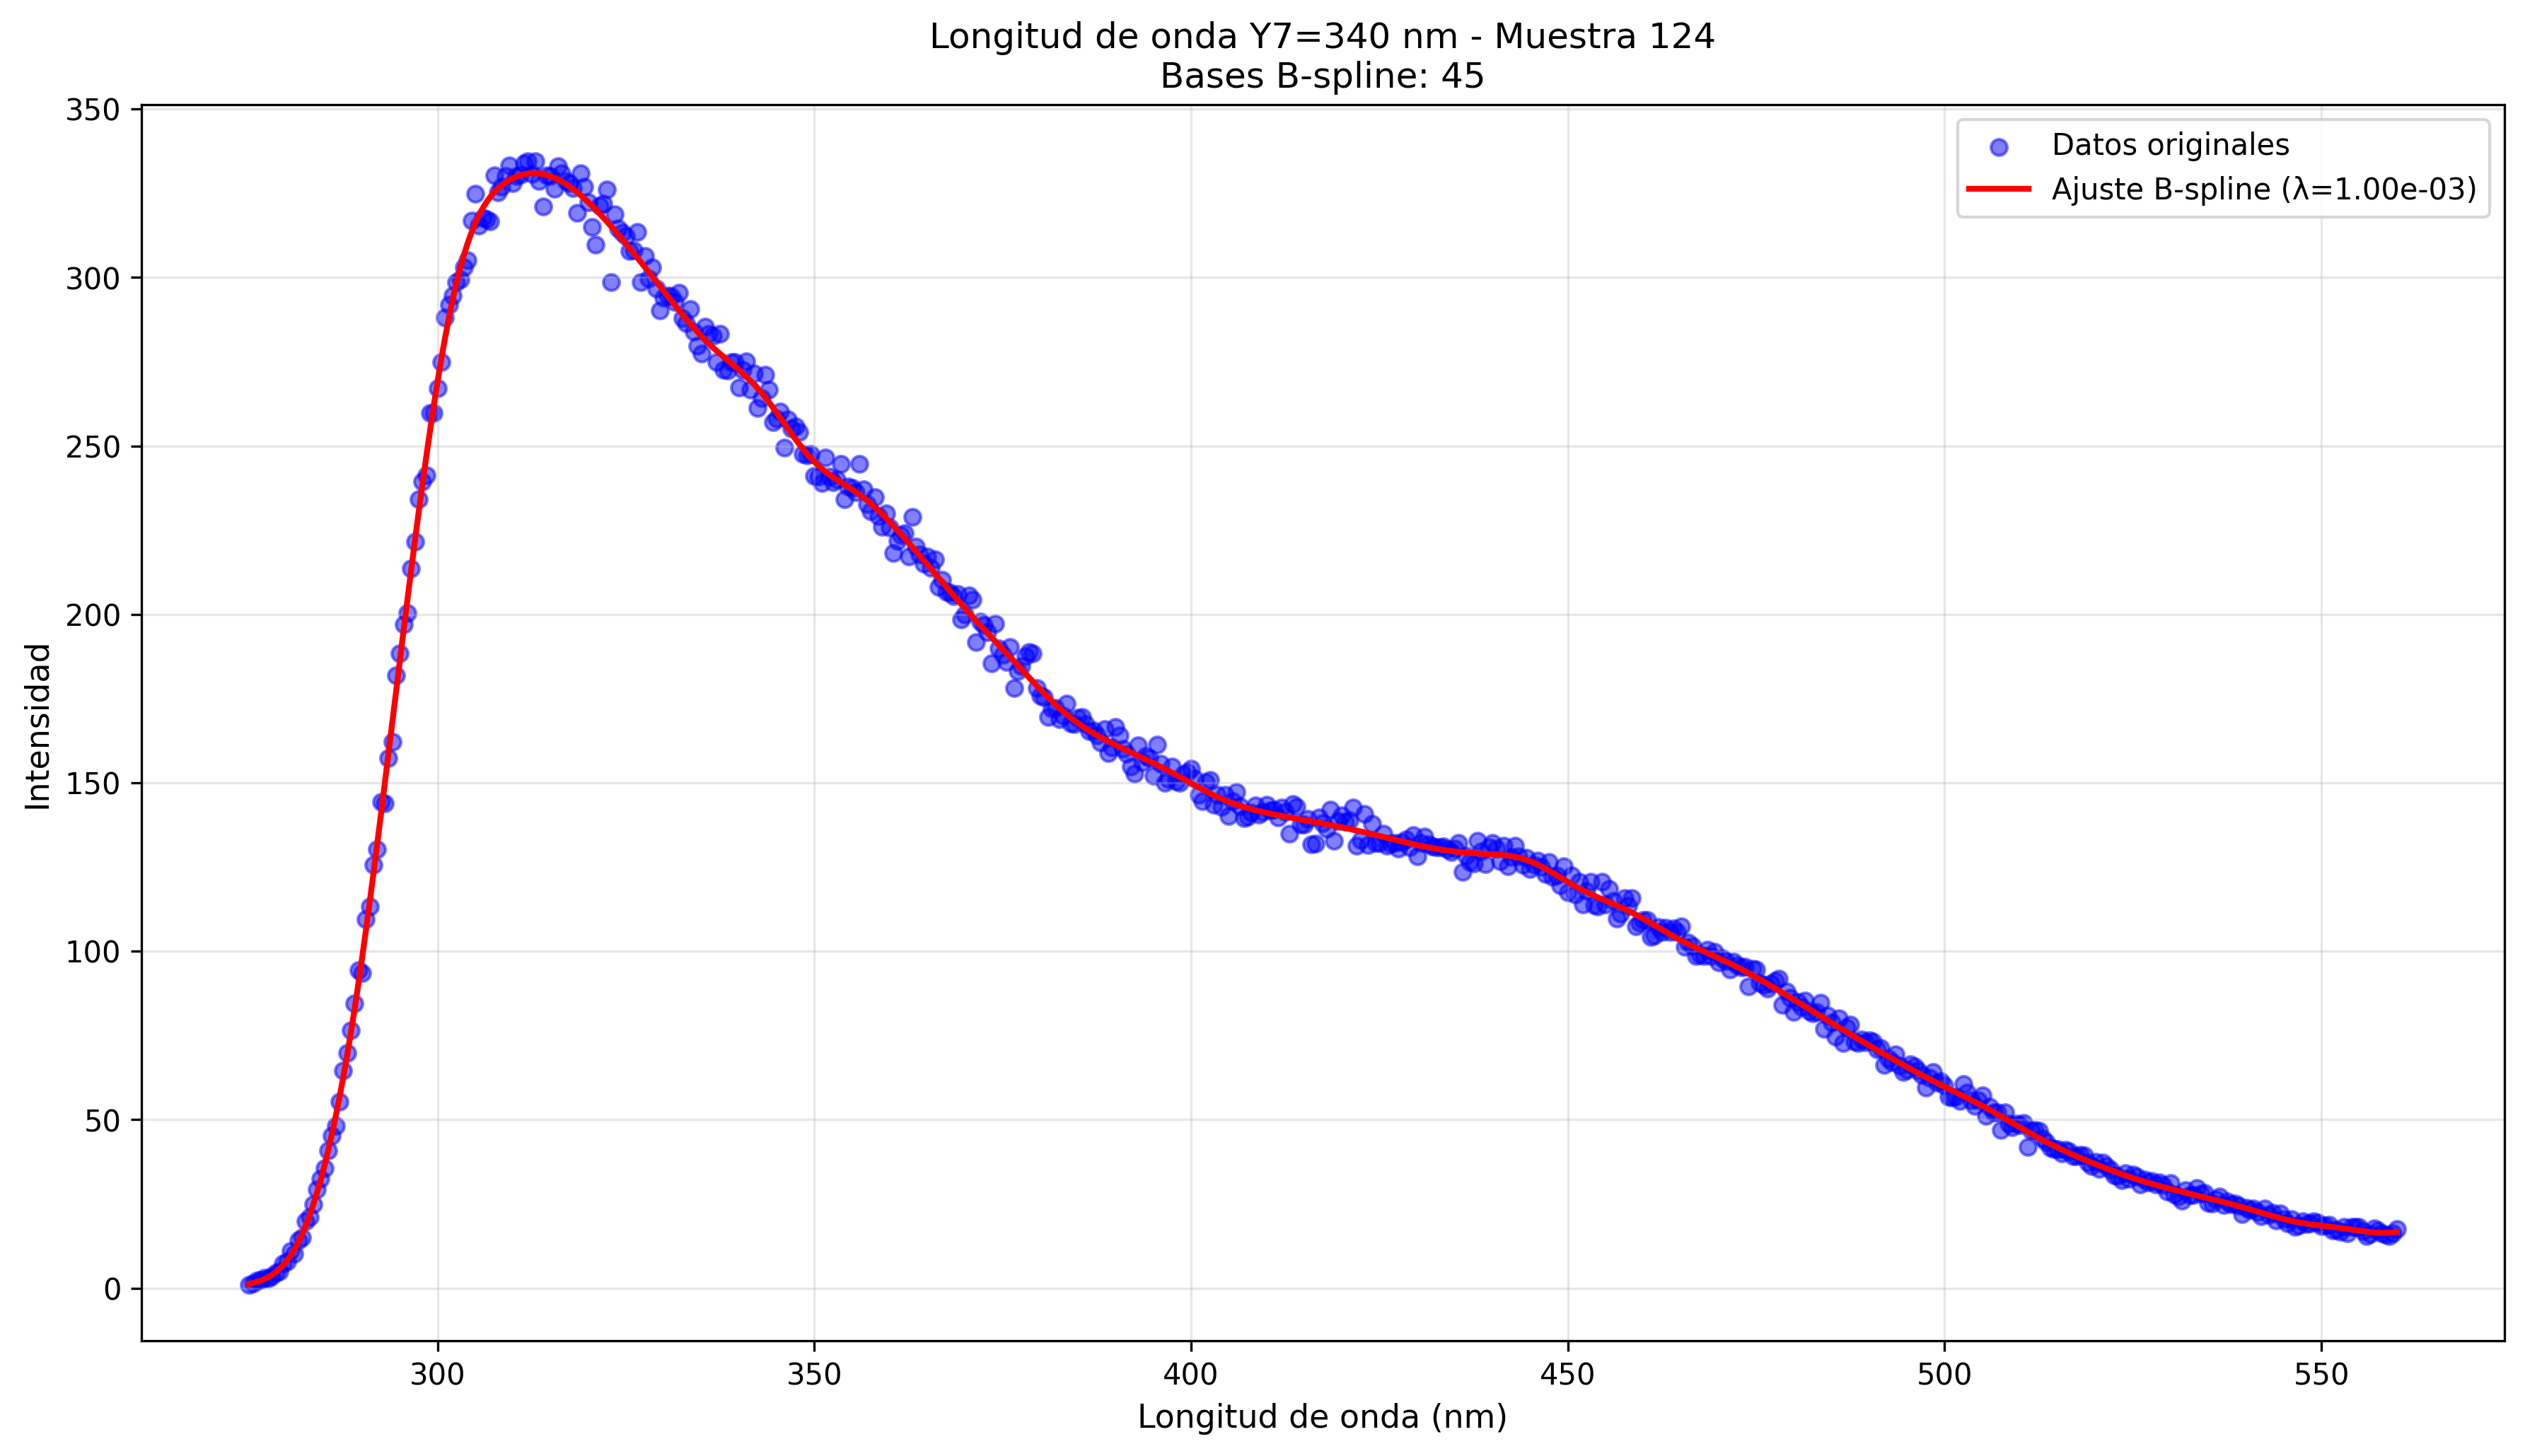 Longitud de onda Y7=340 nm - Muestra 124
Bases B-spline: 45
Datos originales
Ajuste B-spline (λ=1.00e-03)
Intensidad
350
300
250
200
150
100
50
0
300 350 400 450 500 550
Longitud de onda (nm)